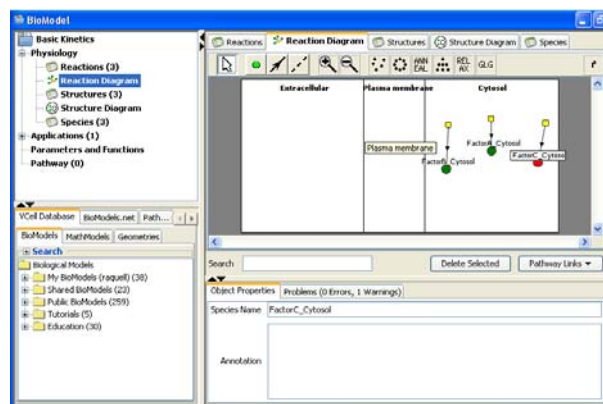 BioModel
Basic Kinetics
Physiology
Reactions (3)
Reaction Diagram
Structures (3)
Structure Diagram
Species (3)
Applications (1)
Parameters and Functions
Pathway (0)
VCell Database
BioModels.net
Path...
BioModels
MathModels
Geometries
Search
Biological Models
My BioModels (raquell) (38)
Shared BioModels (23)
Public BioModels (259)
Tutorials (5)
Education (30)
Reactions
Reaction Diagram
Structures
Structure Diagram
Species
ANN EAL
REL AX
GLG
Extracellular
Plasma membrane
Cytosol
Plasma membrane
Cytosol
FactorC_Cytoso
Search
Delete Selected
Pathway Links
Object Properties
Problems (0 Errors, 1 Warnings)
Species Name
FactorC_Cytosol
Annotation